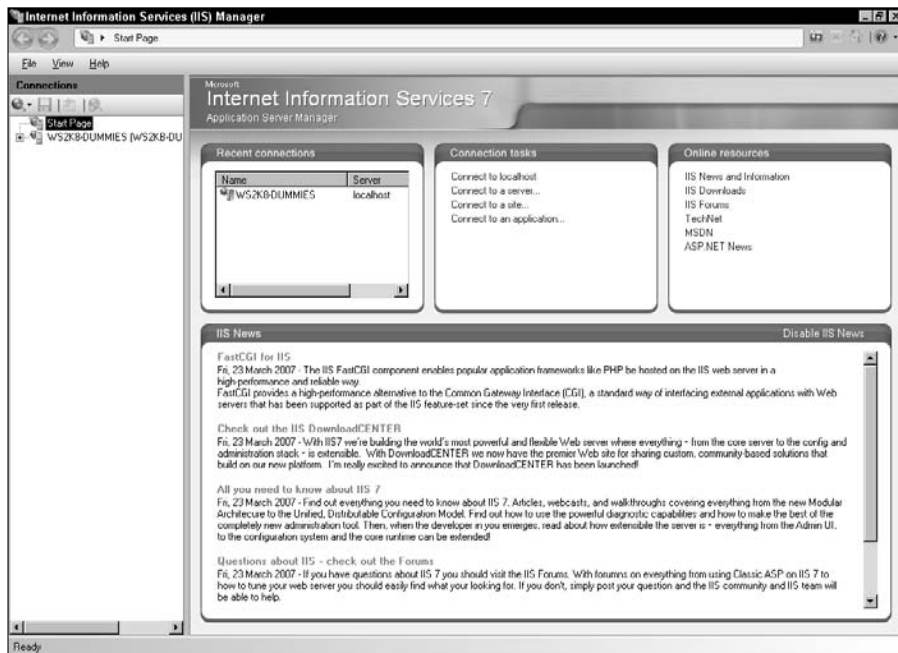 Internet Information Services (IIS) Manager
Start Page
File View Help
Connections
Start Page
WS2K8-DUMMIES (WS2K8-DU
Microsoft
Internet Information Services 7
Application Server Manager
Recent connections
Name Server
WS2K8-DUMMIES localhost
Connection tasks
Connect to localhost
Connect to a server...
Connect to a site...
Connect to an application...
Online resources
IIS News and Information
IIS Downloads
IIS Forums
TechNet
MSDN
ASP.NET News
IIS News Disable IIS News
FastCGI for IIS
Fri, 23 March 2007 - The IIS FastCGI component enables popular application frameworks like PHP be hosted on the IIS web server in a
high-performance and reliable way.
FastCGI provides a high-performance alternative to the Common Gateway Interface (CGI), a standard way of interfacing external applications with Web
servers that has been supported as part of the IIS feature-set since the very first release.
Check out the IIS DownloadCENTER
Fri, 23 March 2007 - With IIS7 we're building the world's most powerful and flexible Web server where everything - from the core server to the config and
administration stack - is extensible. With DownloadCENTER we now have the premier Web site for sharing custom, community-based solutions that
build on our new platform. I'm really excited to announce that DownloadCENTER has been launched!
All you need to know about IIS 7
Fri, 23 March 2007 - Find out everything you need to know about IIS 7. Articles, webcasts, and walkthroughs covering everything from the new Modular
Architecure to the Unified, Distributable Configuration Model. Find out how to use the powerful diagnostic capabilities and how to make the best of the
completely new administration tool. Then, when the developer in you emerges, read about how extensible the server is - everything from the Admin UI,
to the configuration system and the core runtime can be extended!
Questions about IIS - check out the Forums
Fri, 23 March 2007 - If you have questions about IIS 7 you should visit the IIS Forums. With forumns on everything from using Classic ASP on IIS 7 to
how to tune your web server you should easily find what your looking for. If you don't, simply post your question and the IIS community and IIS team will
be able to help.
Ready